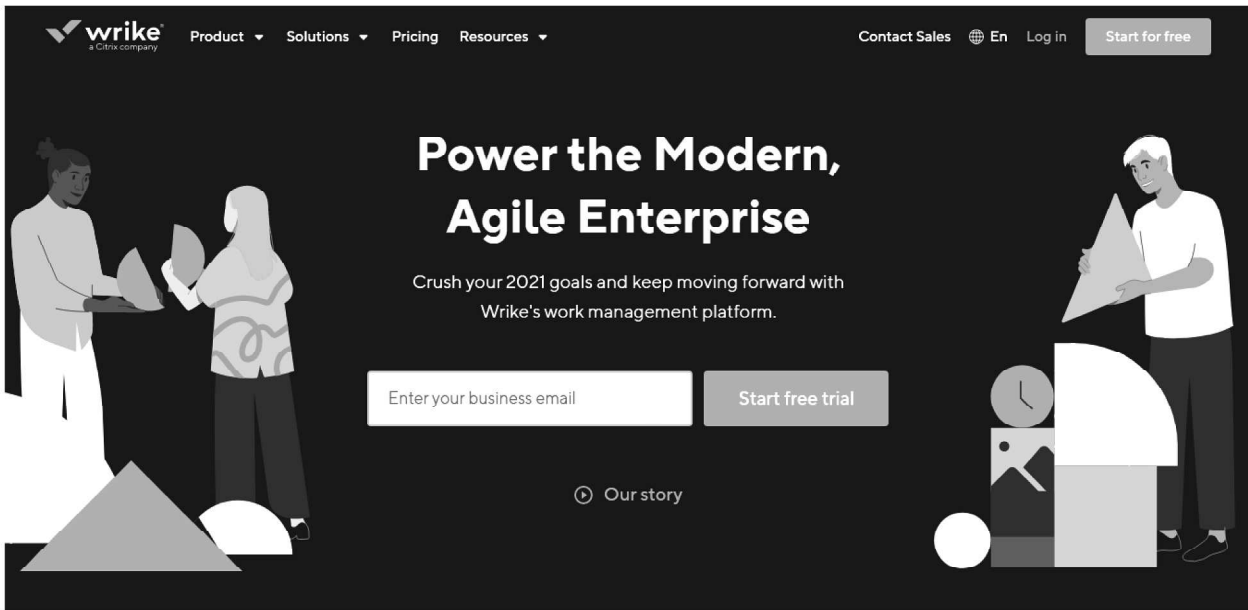 wrike
a Citrix company
Product
Solutions
Pricing
Resources
Contact Sales
En
Log in
Start for free
Power the Modern,
Agile Enterprise
Crush your 2021 goals and keep moving forward with
Wrike's work management platform.
Enter your business email
Start free trial
Our story